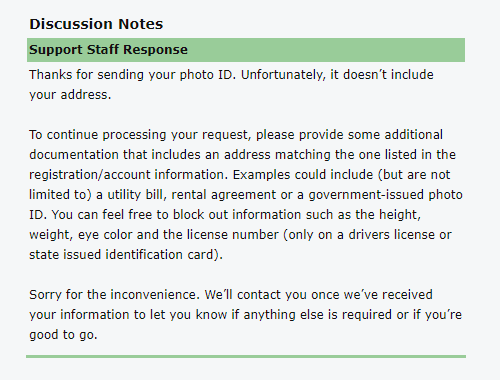 Discussion Notes
Support Staff Response
Thanks for sending your photo ID. Unfortunately, it doesn’t include
your address.
To continue processing your request, please provide some additional
documentation that includes an address matching the one listed in the
registration/account information. Examples could include (but are not
limited to) a utility bill, rental agreement or a government-issued photo
ID. You can feel free to block out information such as the height,
weight, eye color and the license number (only on a drivers license or
state issued identification card).
Sorry for the inconvenience. We’ll contact you once we’ve received
your information to let you know if anything else is required or if you’re
good to go.